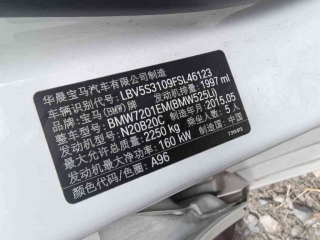 华晨宝马汽车有限公司制造
车辆识别代号: LBV5S3109FSL46123
品牌: 宝马(BMW)牌 发动机排量: 1997 ml
型号: BMW7201EM(BMW525LI)
发动机型号: N20B20C 制造年月: 2015.05
最大允许总质量: 2250 kg 乘坐人数: 5 人
发动机最大净功率: 160 kW 制造国: 中国
颜色代码/色圈: A96